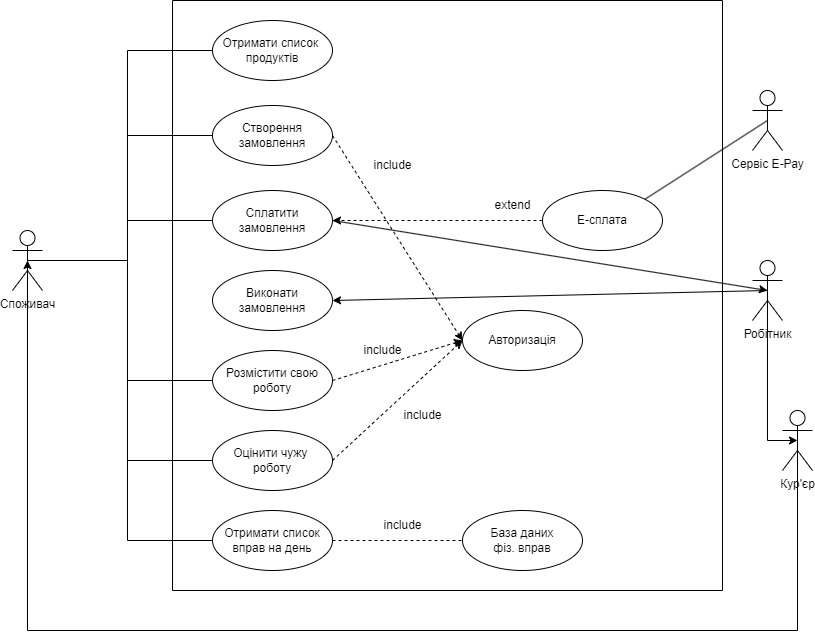 Отримати список
продуктів
Створення
замовлення
include
Сервіс E-Pay
Сплатити
замовлення
extend
Е-сплата
Споживач
Виконати
замовлення
Робітник
Авторизація
include
Розмістити свою
роботу
include
Оцінити чужу
роботу
Кур'єр
Отримати список
вправ на день
include
База даних
фіз. вправ